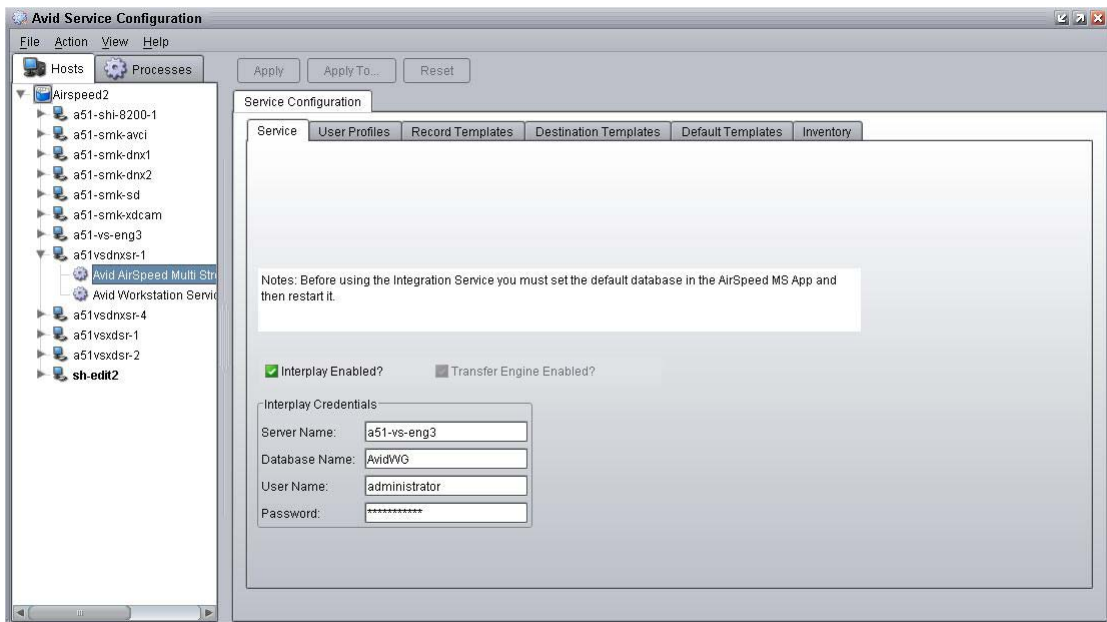 Avid Service Configuration
File Action View Help
Hosts Processes
Apply Apply To... Reset
Airspeed2
a51-shi-8200-1
a51-smk-avci
a51-smk-dnx1
a51-smk-dnx2
a51-smk-sd
a51-smk-xdcam
a51-vs-eng3
a51vsdnxsr-1
Avid AirSpeed Multi Stre
Avid Workstation Servic
a51vsdnxsr-4
a51vsxdsr-1
a51vsxdsr-2
sh-edit2
Service Configuration
Service User Profiles Record Templates Destination Templates Default Templates Inventory
Notes: Before using the Integration Service you must set the default database in the AirSpeed MS App and
then restart it.
Interplay Enabled? Transfer Engine Enabled?
Interplay Credentials
Server Name: a51-vs-eng3
Database Name: AvidWG
User Name: administrator
Password: ***********